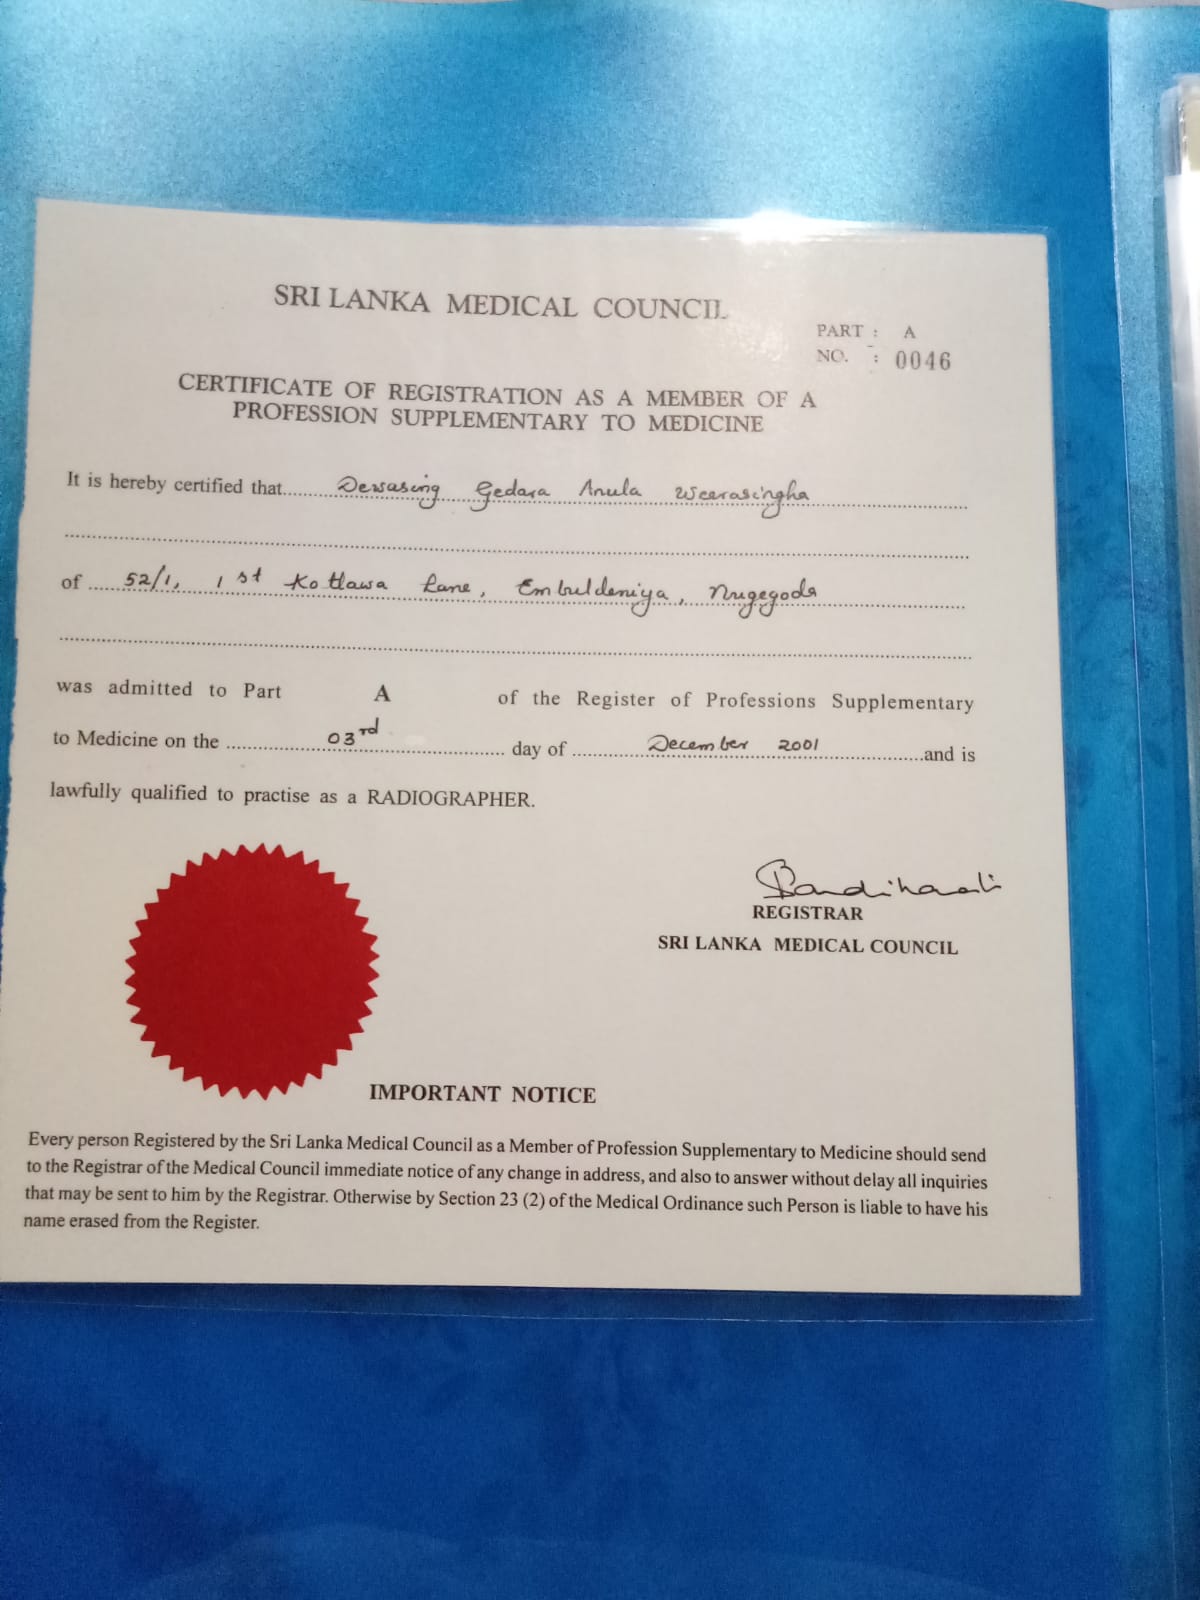 SRI LANKA MEDICAL COUNCIL
PART : A
NO. : 0046
CERTIFICATE OF REGISTRATION AS A MEMBER OF A
PROFESSION SUPPLEMENTARY TO MEDICINE
It is hereby certified that Dewasing Gedara Anula Weerasingha
of 52/1, 1st Kottawa Lane, Embuldeniya, Nugegoda
was admitted to Part A of the Register of Professions Supplementary
to Medicine on the 03rd day of December 2001 and is
lawfully qualified to practise as a RADIOGRAPHER.
REGISTRAR
SRI LANKA MEDICAL COUNCIL
IMPORTANT NOTICE
Every person Registered by the Sri Lanka Medical Council as a Member of Profession Supplementary to Medicine should send
to the Registrar of the Medical Council immediate notice of any change in address, and also to answer without delay all inquiries
that may be sent to him by the Registrar. Otherwise by Section 23 (2) of the Medical Ordinance such Person is liable to have his
name erased from the Register.